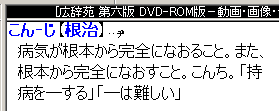 [広辞苑 第六版 DVD-ROM版－動画・画像・
こん‐じ【根治】
病気が根本から完全になおること。また、
根本から完全になおすこと。こんち。「持
病を―する」「―は難しい」